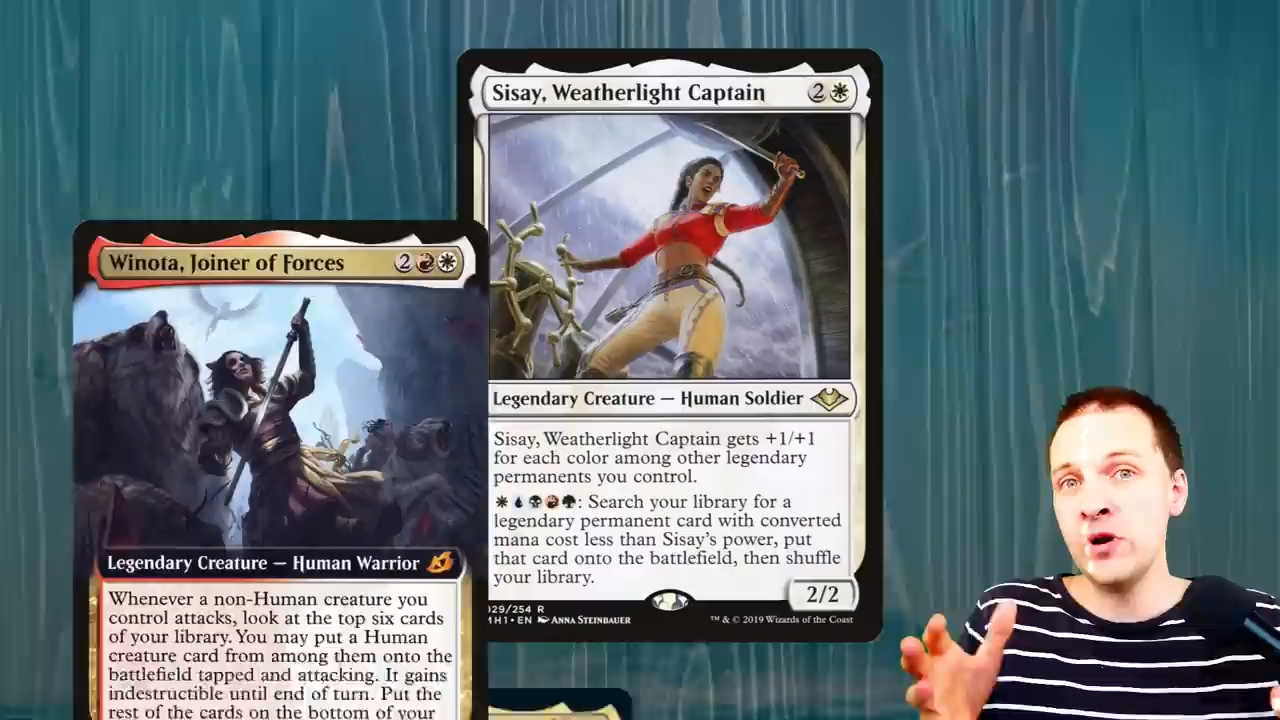 Sisay, Weatherlight Captain 2
Legendary Creature — Human Soldier
Sisay, Weatherlight Captain gets +1/+1
for each color among other legendary
permanents you control.
: Search your library for a
legendary permanent card with converted
mana cost less than Sisay's power, put
that card onto the battlefield, then shuffle
your library.
2/2
029/254 R
MH1 • EN Anna Steinbauer
™ & © 2019 Wizards of the Coast
Winota, Joiner of Forces 2
Legendary Creature — Human Warrior
Whenever a non-Human creature you
control attacks, look at the top six cards
of your library. You may put a Human
creature card from among them onto the
battlefield tapped and attacking. It gains
indestructible until end of turn. Put the
rest of the cards on the bottom of your